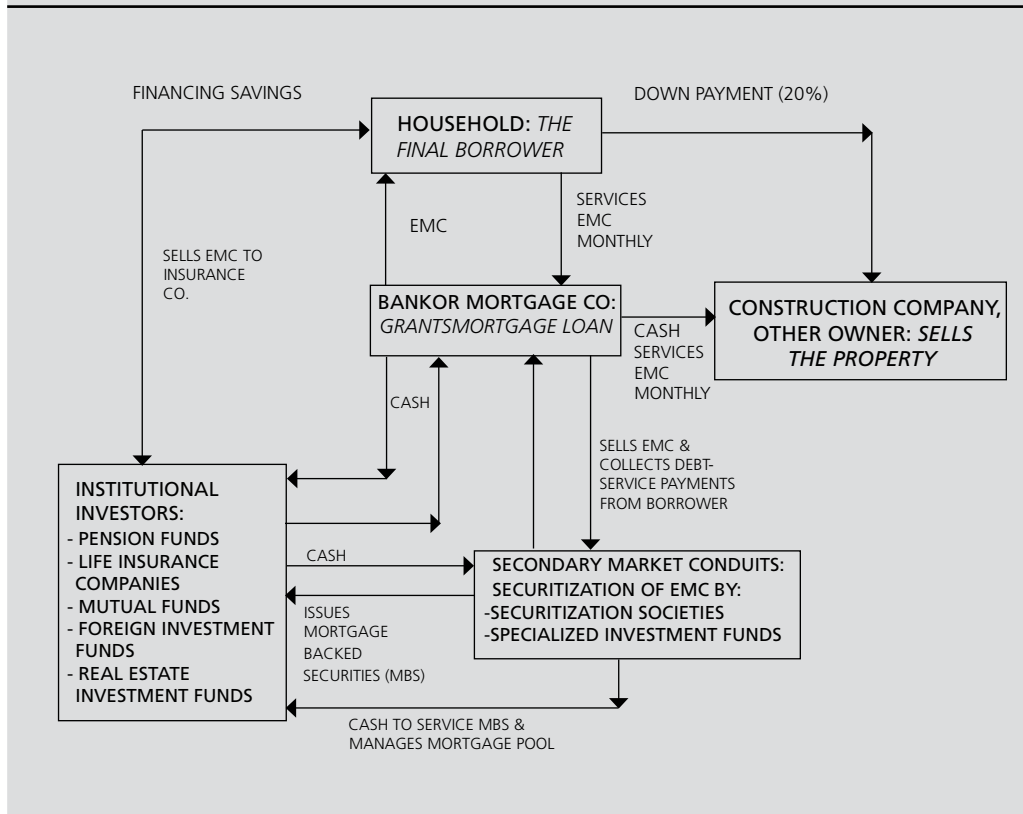 FINANCING SAVINGS
DOWN PAYMENT (20%)
HOUSEHOLD: THE
FINAL BORROWER
EMC
SERVICES
EMC
MONTHLY
SELLS EMC TO
INSURANCE
CO.
BANKOR MORTGAGE CO:
GRANTSMORTGAGE LOAN
CASH
SERVICES
EMC
MONTHLY
CONSTRUCTION COMPANY,
OTHER OWNER: SELLS
THE PROPERTY
CASH
SELLS EMC &
COLLECTS DEBT-
SERVICE PAYMENTS
FROM BORROWER
INSTITUTIONAL
INVESTORS:
- PENSION FUNDS
- LIFE INSURANCE
COMPANIES
- MUTUAL FUNDS
- FOREIGN INVESTMENT
FUNDS
- REAL ESTATE
INVESTMENT FUNDS
CASH
ISSUES
MORTGAGE
BACKED
SECURITIES (MBS)
SECONDARY MARKET CONDUITS:
SECURITIZATION OF EMC BY:
-SECURITIZATION SOCIETIES
-SPECIALIZED INVESTMENT FUNDS
CASH TO SERVICE MBS &
MANAGES MORTGAGE POOL